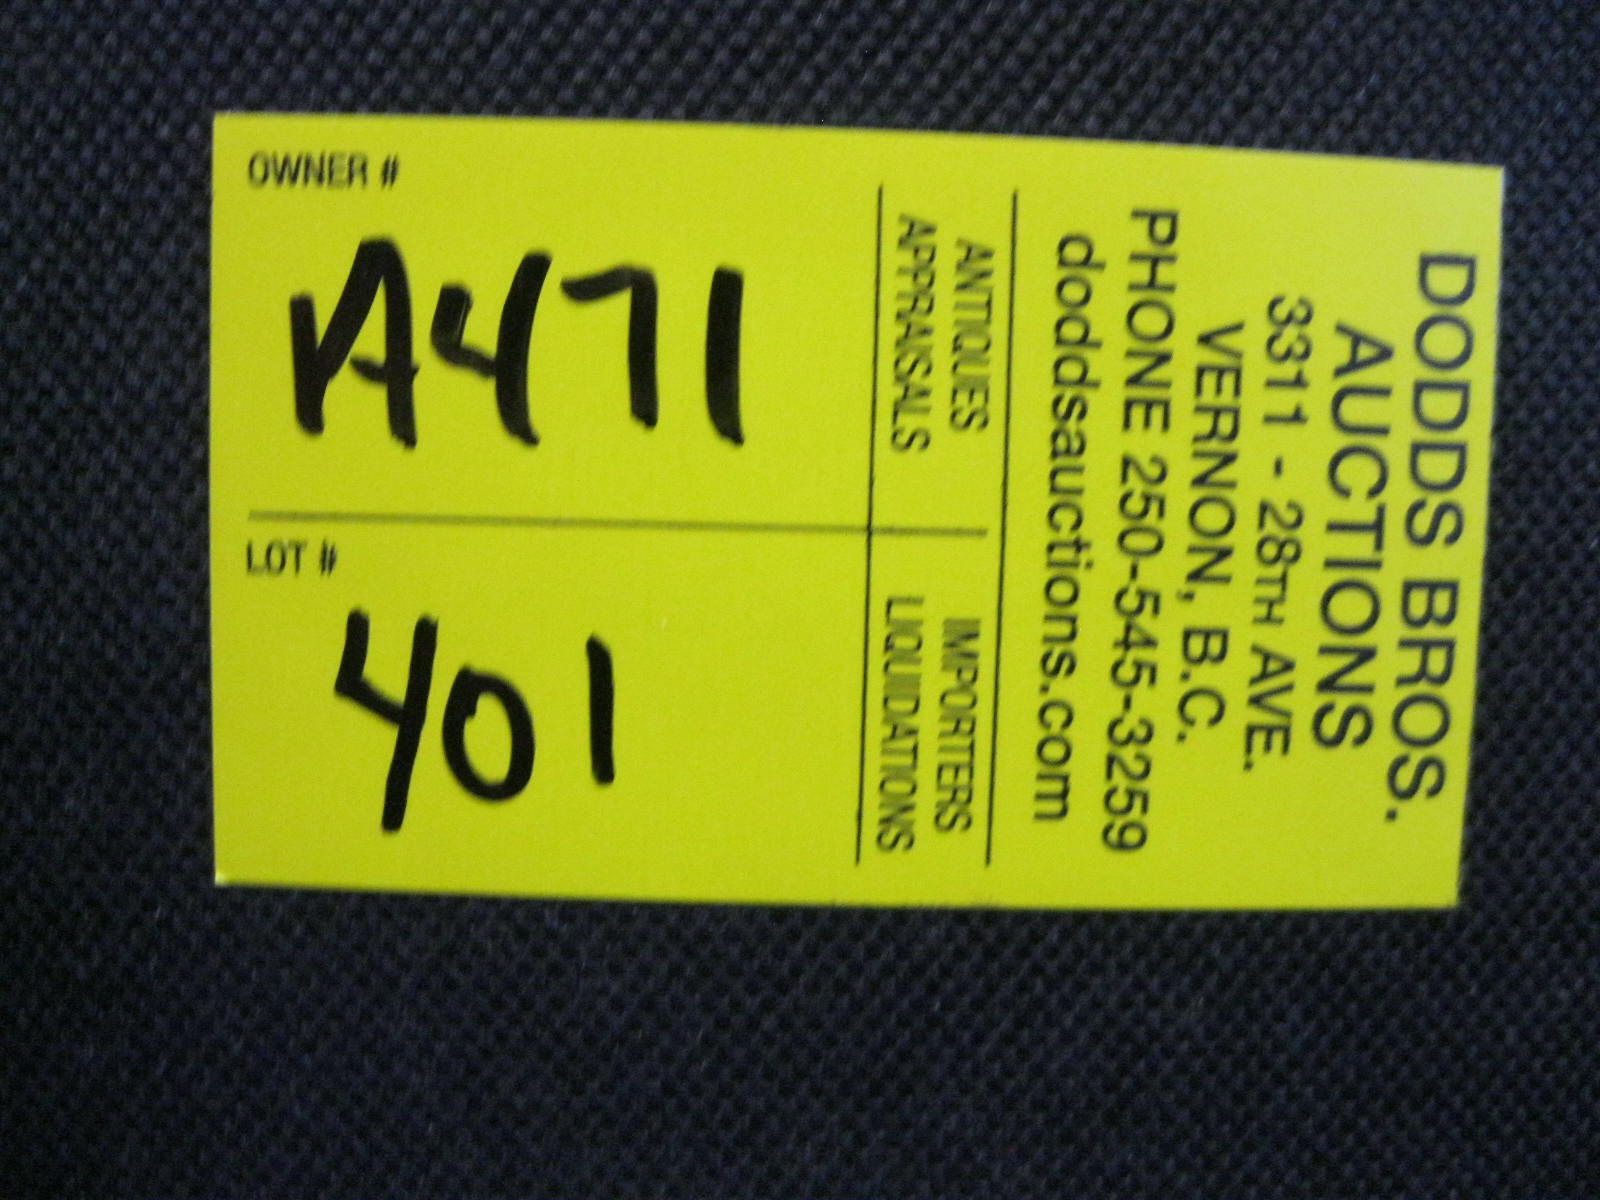 DODDS BROS.
AUCTIONS
3311 - 28TH AVE.
VERNON, B.C.
PHONE 250-545-3259
doddsauctions.com
ANTIQUES IMPORTERS
APPRAISALS LIQUIDATIONS
OWNER #
A471
LOT #
401